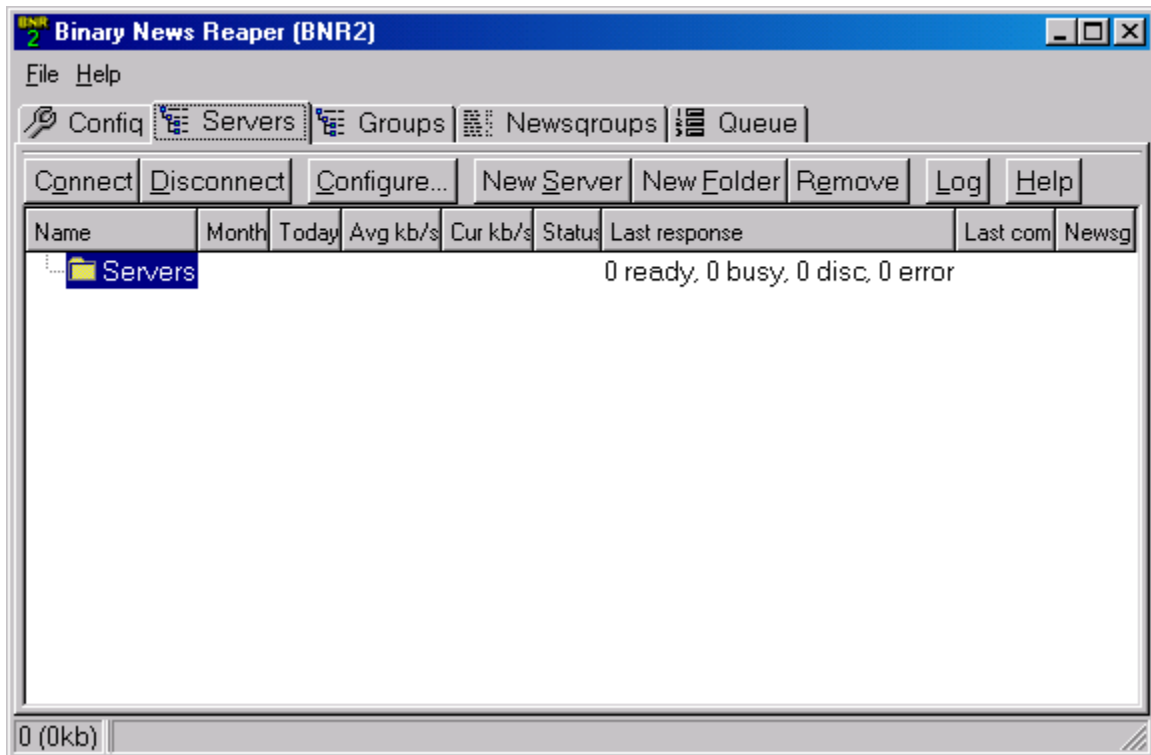 BNR 2 Binary News Reaper (BNR2)
File Help
Config Servers Groups Newsgroups Queue
Connect Disconnect Configure... New Server New Folder Remove Log Help
Name Month Today Avg kb/s Cur kb/s Status Last response Last com Newsg
Servers 0 ready, 0 busy, 0 disc, 0 error
0 (0kb)